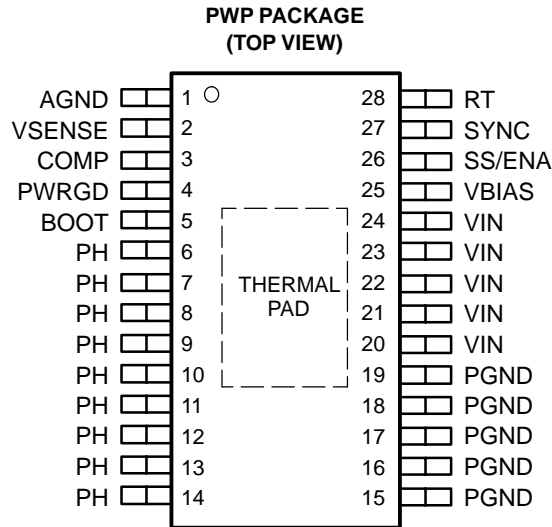 PWP PACKAGE
(TOP VIEW)
AGND 1 28 RT
VSENSE 2 27 SYNC
COMP 3 26 SS/ENA
PWRGD 4 25 VBIAS
BOOT 5 24 VIN
PH 6 23 VIN
PH 7 22 VIN
PH 8 21 VIN
PH 9 20 VIN
PH 10 19 PGND
PH 11 18 PGND
PH 12 17 PGND
PH 13 16 PGND
PH 14 15 PGND
THERMAL
PAD